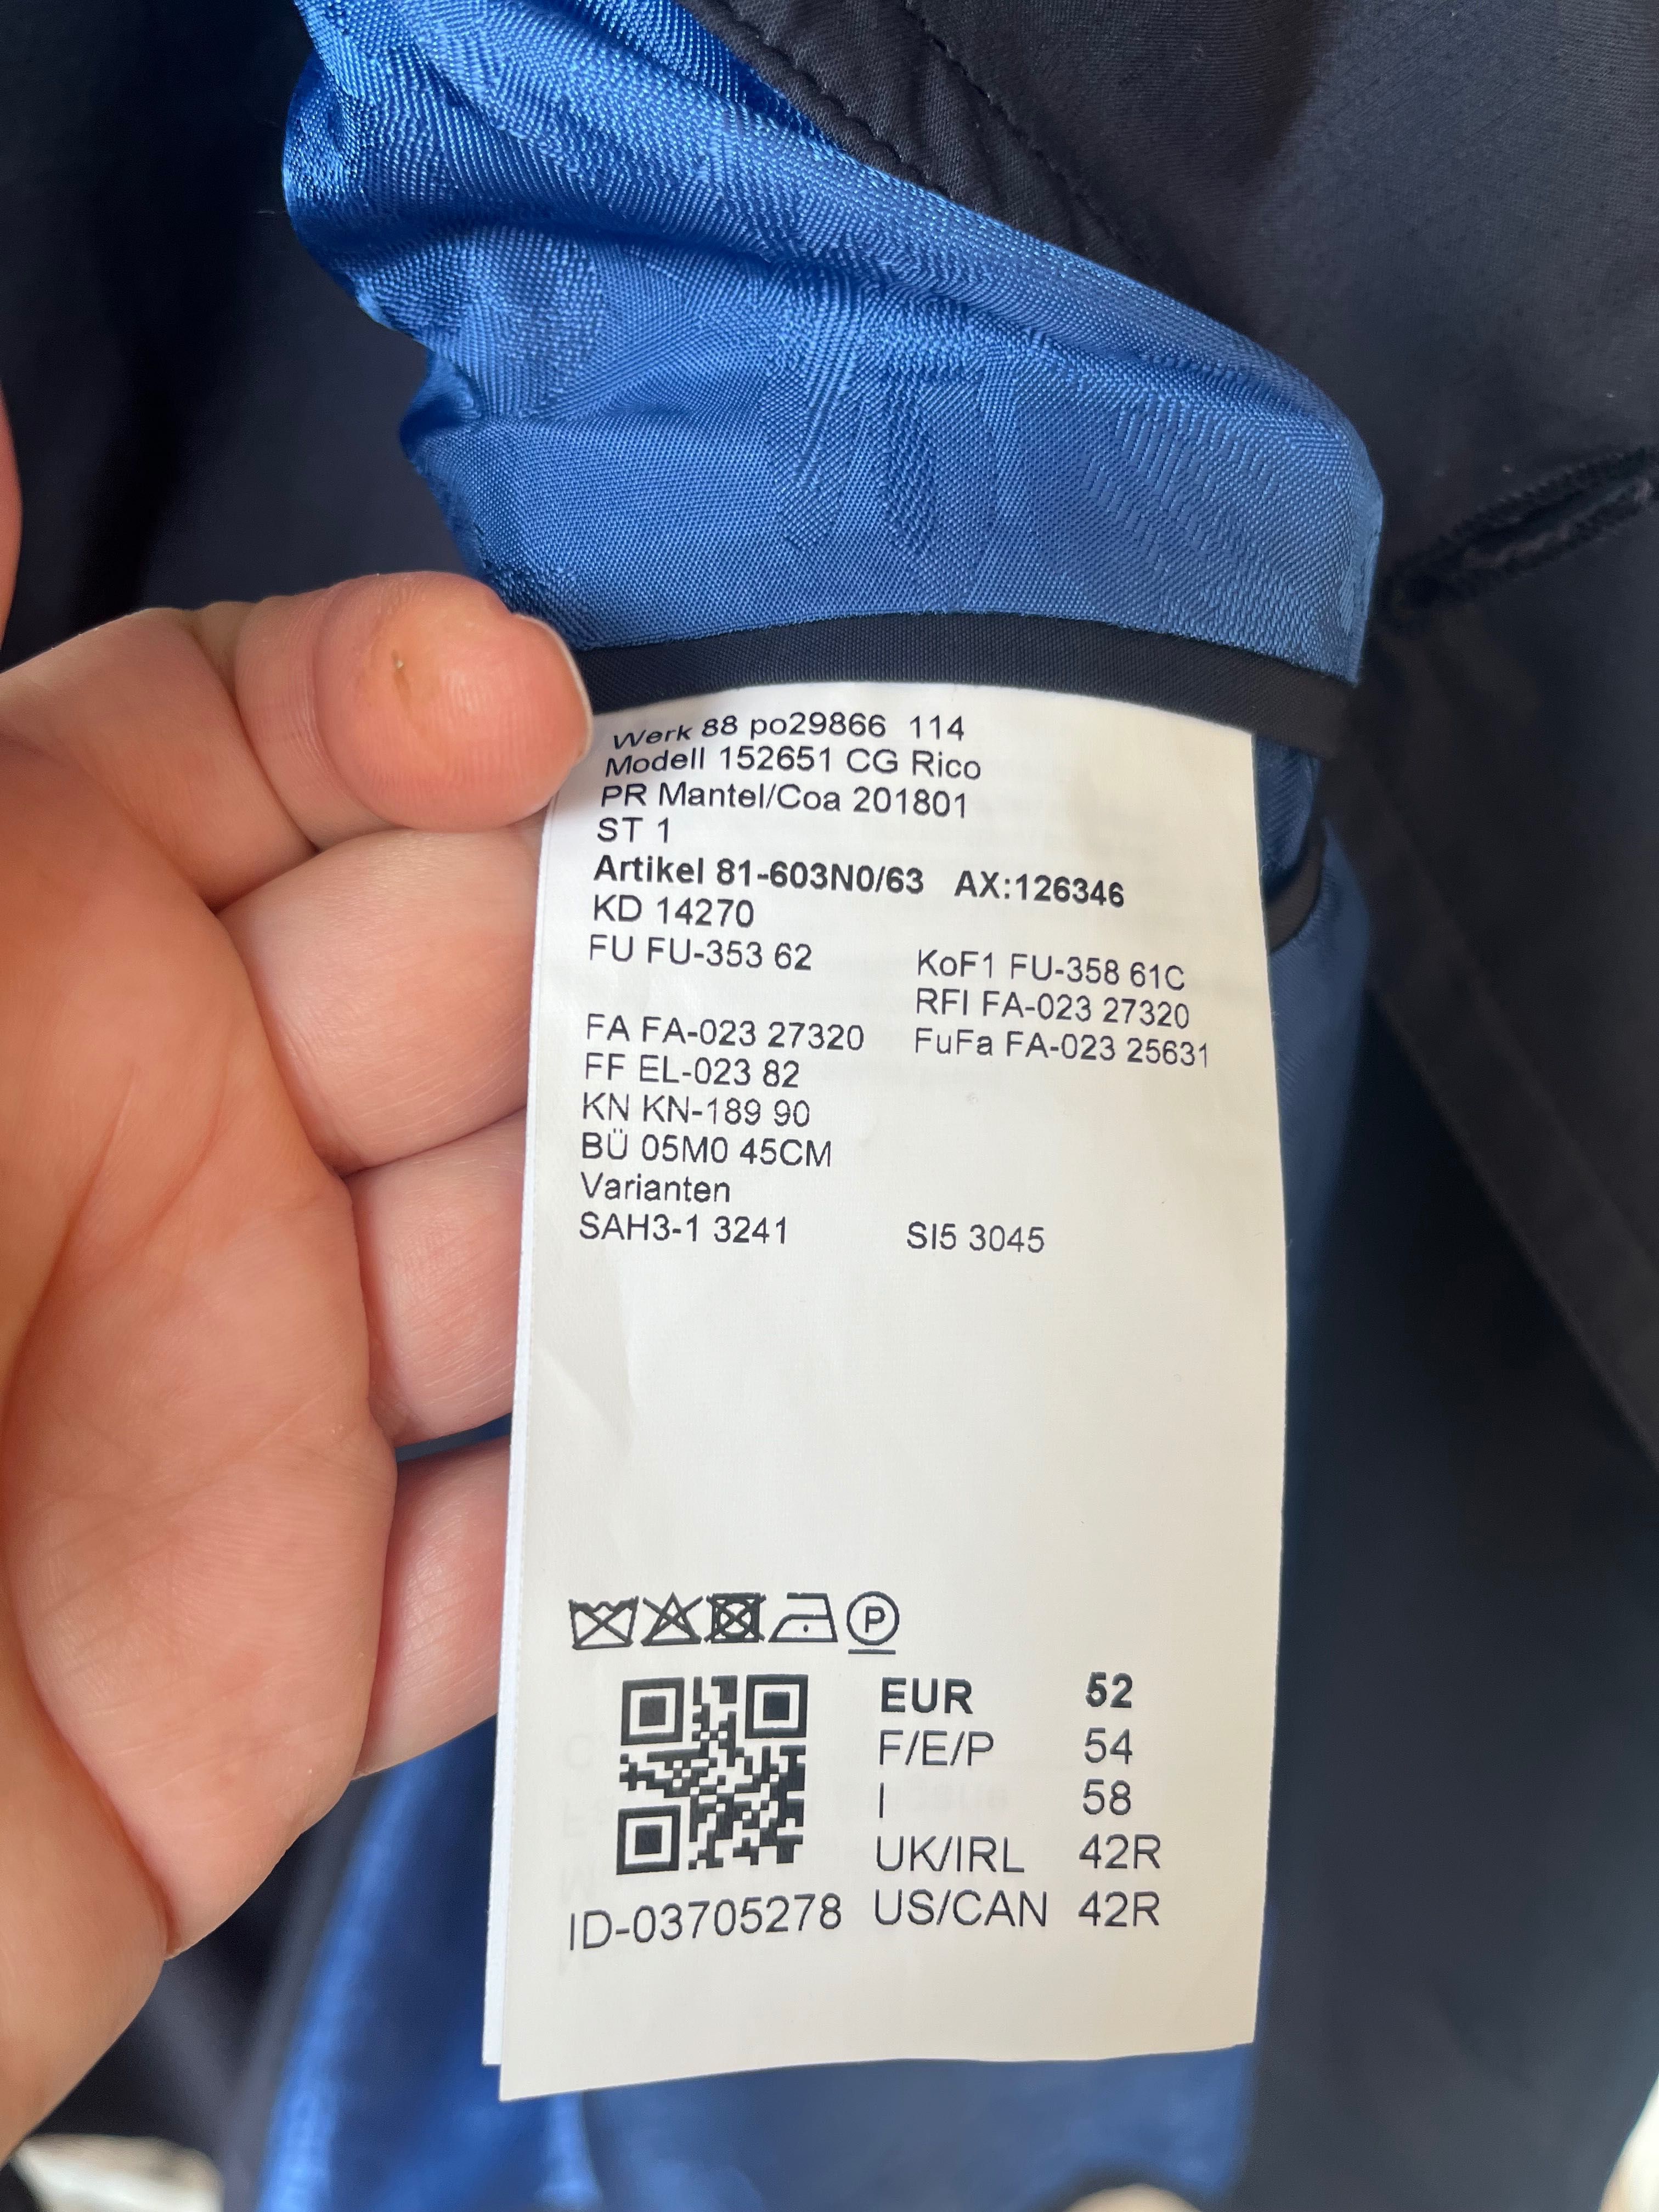 Werk 88 po29866 114
Modell 152651 CG Rico
PR Mantel/Coa 201801
ST 1
Artikel 81-603N0/63 AX:126346
KD 14270
FU FU-353 62 KoF1 FU-358 61C
RFI FA-023 27320
FA FA-023 27320 FuFa FA-023 25631
FF EL-023 82
KN KN-189 90
BÜ 05M0 45CM
Varianten
SAH3-1 3241 SI5 3045
P
EUR 52
F/E/P 54
I 58
UK/IRL 42R
ID-03705278 US/CAN 42R